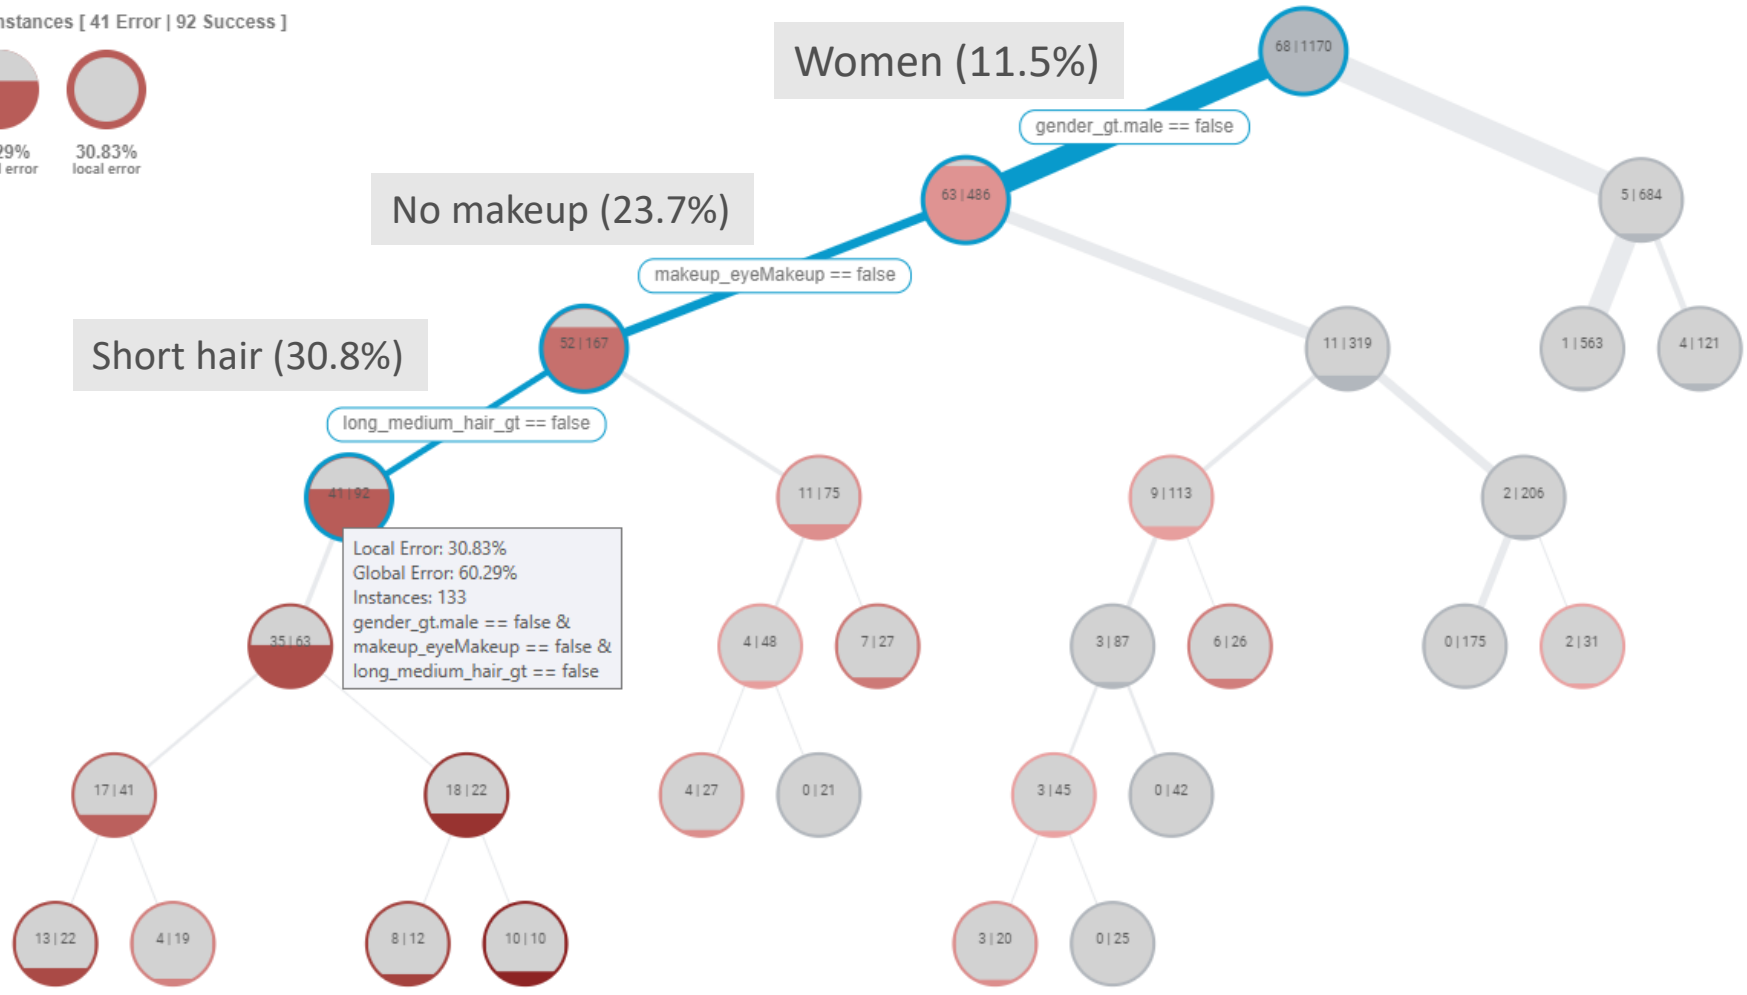 nstances [ 41 Error | 92 Success ]
29%
error
30.83%
local error
Women (11.5%)
68 | 1170
gender_gt.male == false
No makeup (23.7%)
63 | 486
5 | 684
makeup_eyeMakeup == false
Short hair (30.8%)
52 | 167
11 | 319
1 | 563
4 | 121
long_medium_hair_gt == false
41 | 92
11 | 75
9 | 113
2 | 206
Local Error: 30.83%
Global Error: 60.29%
Instances: 133
gender_gt.male == false &
makeup_eyeMakeup == false &
long_medium_hair_gt == false
35 | 63
4 | 48
7 | 27
3 | 87
6 | 26
0 | 175
2 | 31
17 | 41
18 | 22
4 | 27
0 | 21
3 | 45
0 | 42
13 | 22
4 | 19
8 | 12
10 | 10
3 | 20
0 | 25